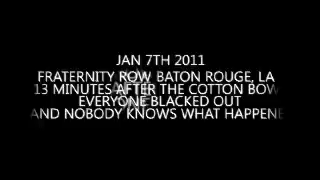 JAN 7TH 2011
FRATERNITY ROW BATON ROUGE, LA
13 MINUTES AFTER THE COTTON BOW
EVERYONE BLACKED OUT
AND NOBODY KNOWS WHAT HAPPENE